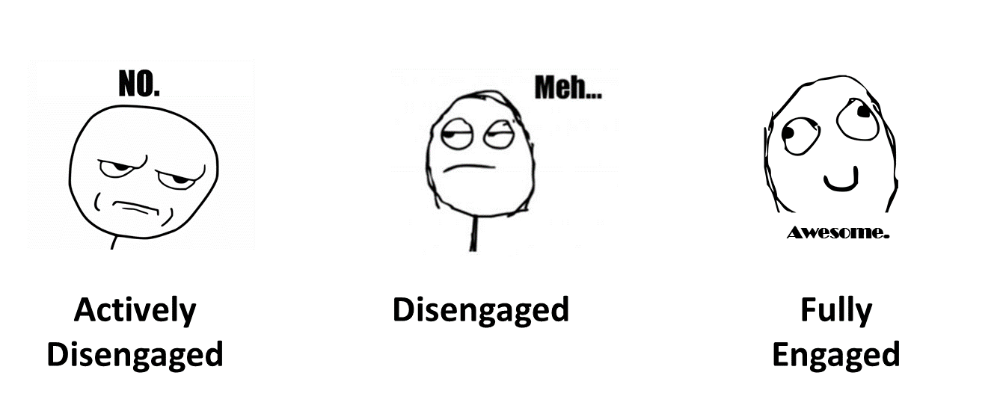 NO.
Meh...
Awesome.
Actively
Disengaged
Disengaged
Fully
Engaged